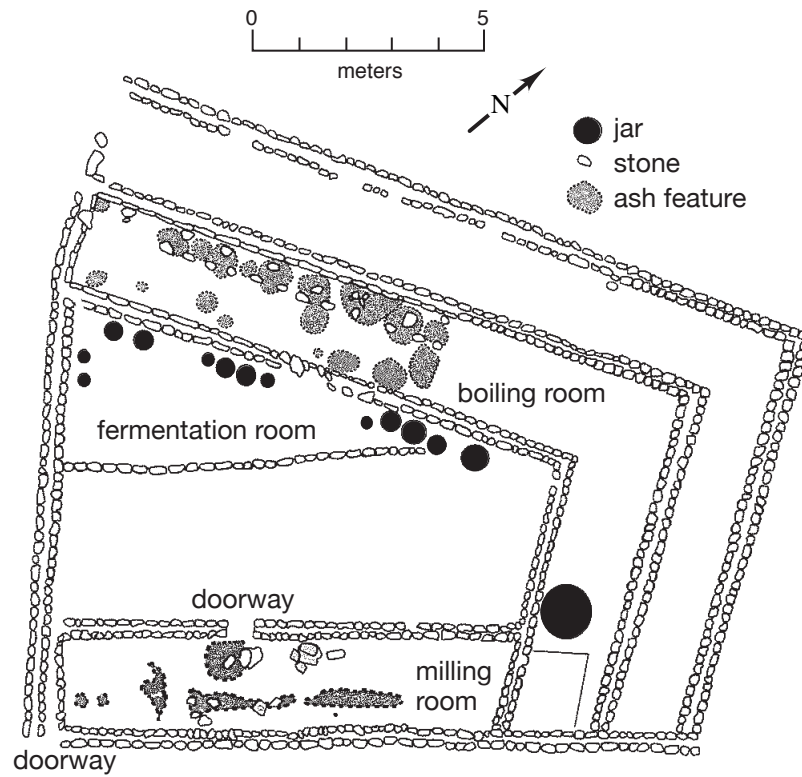 0
5
meters
N
jar
stone
ash feature
boiling room
fermentation room
doorway
milling
room
doorway